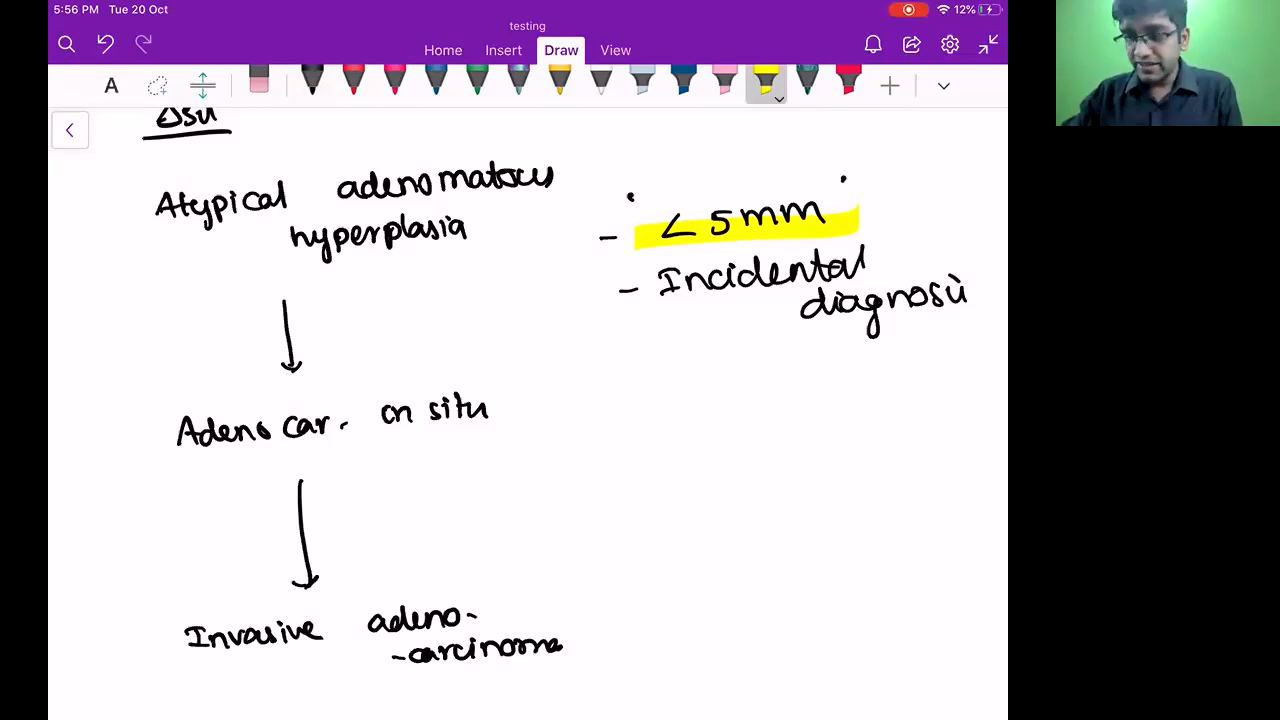 5:56 PM Tue 20 Oct
12%
testing
Home Insert Draw View
A
Atypical adenomatous
hyperplasia
- < 5mm
- Incidental
diagnosis
Adeno car. in situ
Invasive adeno-
-carcinoma